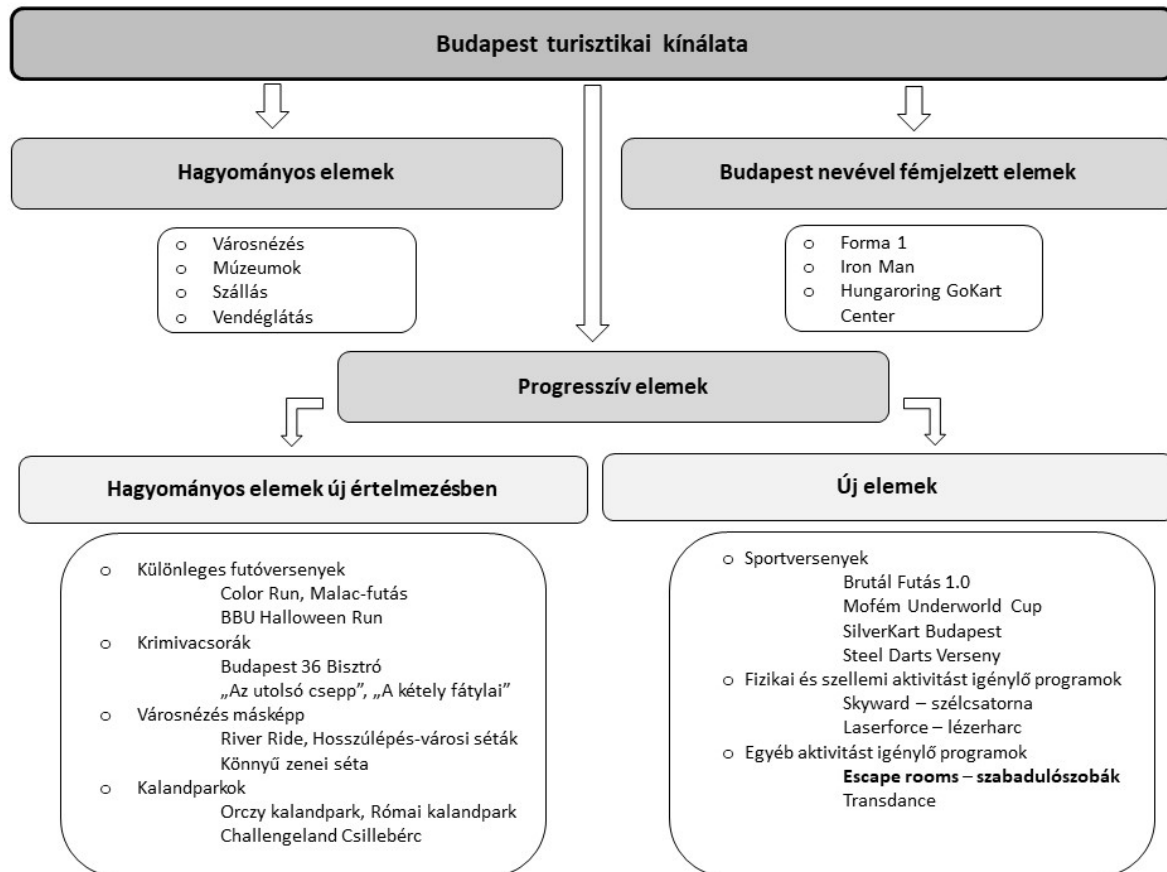 Budapest turisztikai kínálata
Hagyományos elemek
Budapest nevével fémjelzett elemek
o Városnézés
o Múzeumok
o Szállás
o Vendéglátás
o Forma 1
o Iron Man
o Hungaroring GoKart
Center
Progresszív elemek
Hagyományos elemek új értelmezésben
Új elemek
o Különleges futóversenyek
Color Run, Malac-futás
BBU Halloween Run
o Krimivacsorák
Budapest 36 Bisztró
„Az utolsó csepp”, „A kétely fátylai”
o Városnézés másképp
River Ride, Hosszúlépés-városi séták
Könnyű zenei séta
o Kalandparkok
Orczy kalandpark, Római kalandpark
Challengeland Csillebérc
o Sportversenyek
Brutál Futás 1.0
Mofém Underworld Cup
SilverKart Budapest
Steel Darts Verseny
o Fizikai és szellemi aktivitást igénylő programok
Skyward – szélcsatorna
Laserforce – lézerharc
o Egyéb aktivitást igénylő programok
Escape rooms – szabadulószobák
Transdance